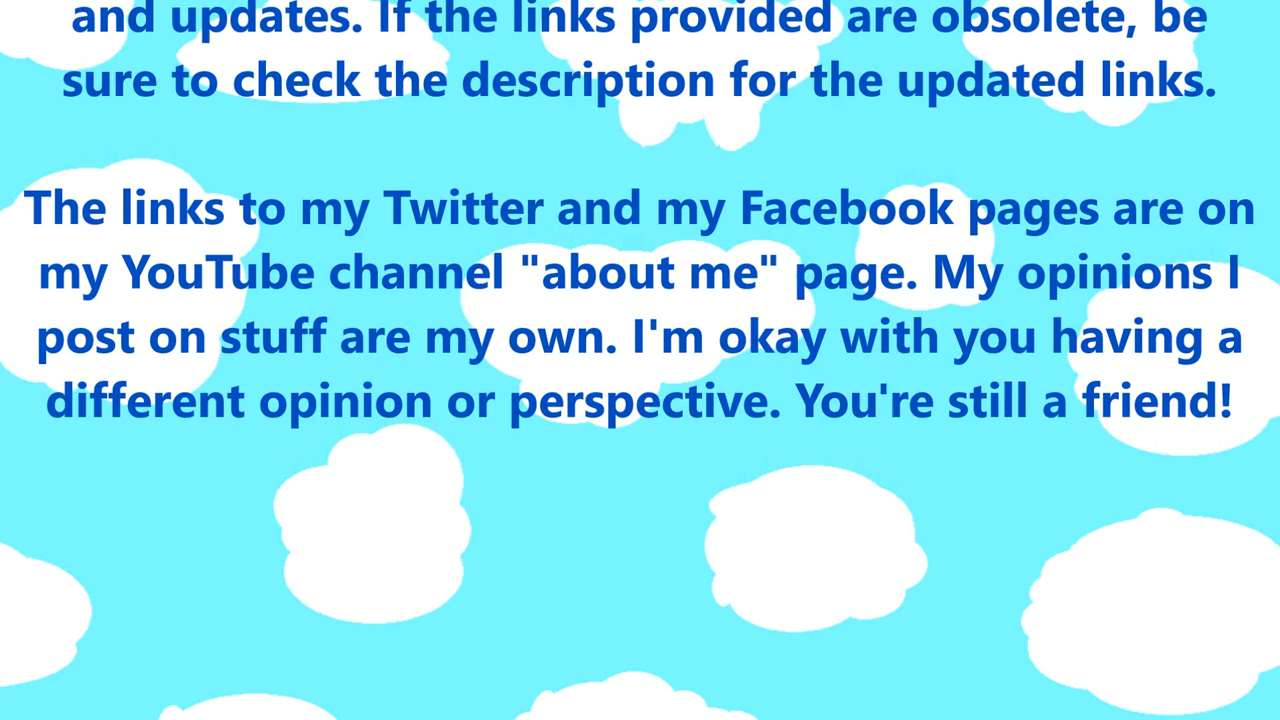 and updates. If the links provided are obsolete, be
sure to check the description for the updated links.
The links to my Twitter and my Facebook pages are on
my YouTube channel "about me" page. My opinions I
post on stuff are my own. I'm okay with you having a
different opinion or perspective. You're still a friend!